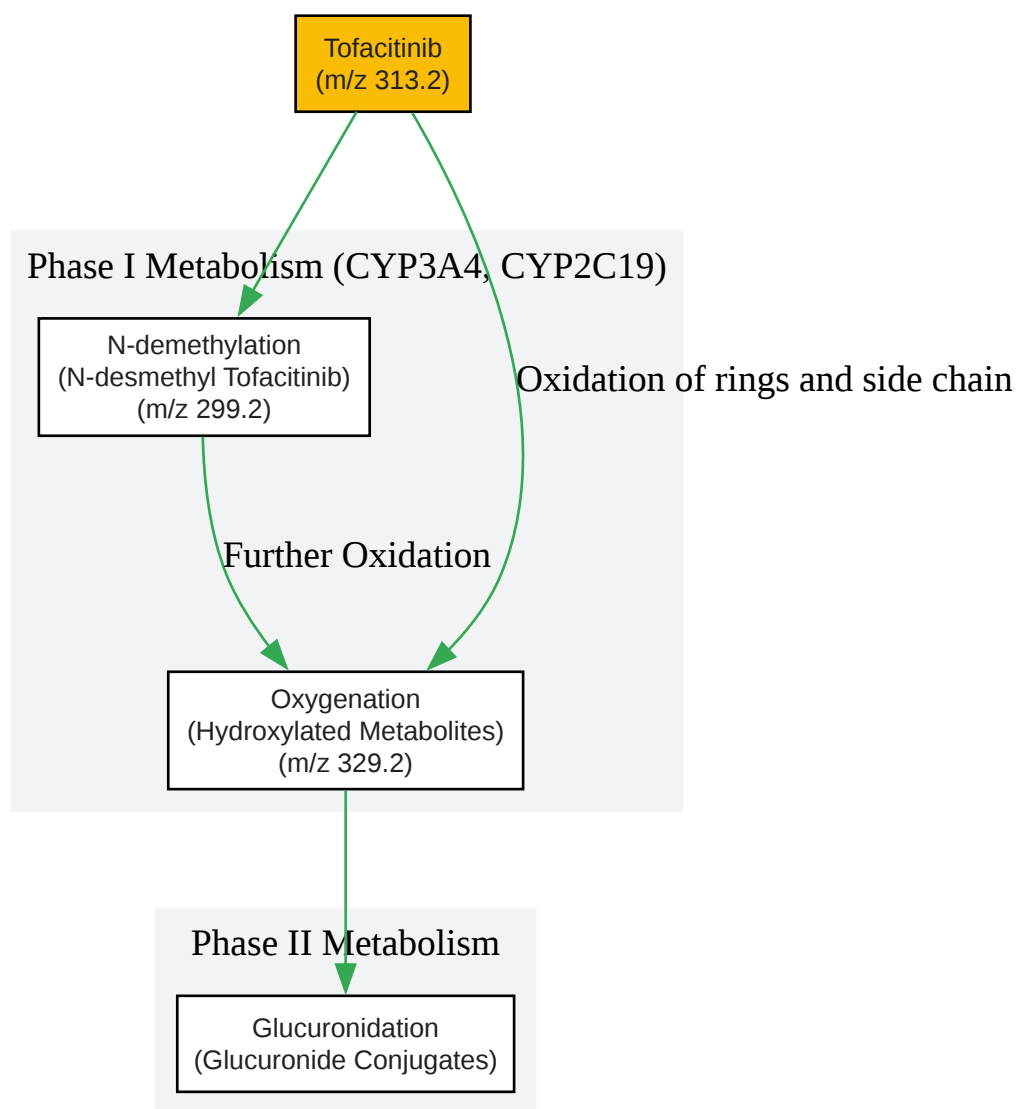 Tofacitinib
(m/z 313.2)
Phase I Metabolism (CYP3A4, CYP2C19)
N-demethylation
(N-desmethyl Tofacitinib)
(m/z 299.2)
Oxidation of rings and side chain
Further Oxidation
Oxygenation
(Hydroxylated Metabolites)
(m/z 329.2)
Phase II Metabolism
Glucuronidation
(Glucuronide Conjugates)